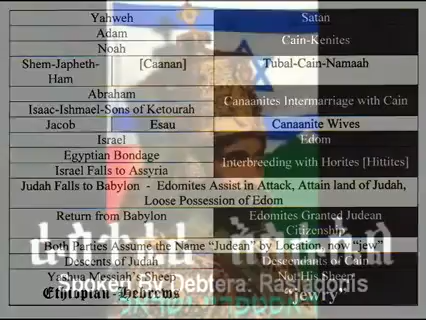 Yahweh Satan
Adam Cain-Kenites
Noah
Shem-Japheth-Ham [Caanan] Tubal-Cain-Namaah
Abraham Canaanites Intermarriage with Cain
Isaac-Ishmael-Sons of Ketourah
Jacob Esau Canaanite Wives
Israel Edom
Egyptian Bondage Interbreeding with Horites [Hittites]
Israel Falls to Assyria
Judah Falls to Babylon - Edomites Assist in Attack, Attain land of Judah,
Loose Possession of Edom
Return from Babylon Edomites Granted Judean
Citizenship
Both Parties Assume the Name “Judean” by Location, now “jew”
Descents of Judah Descendants of Cain
Yashua Messiah's Sheep Not His Sheep
Spoken By Debtera: Rasiadonis
Ethiopian-Hebrews "jewry"